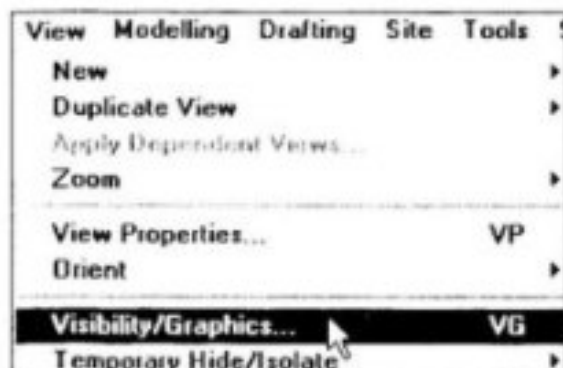 View Modelling Drafting Site Tools S
New
Duplicate View
Apply Dependent Views...
Zoom
View Properties... VP
Orient
Visibility/Graphics... VG
Temporary Hide/Isolate